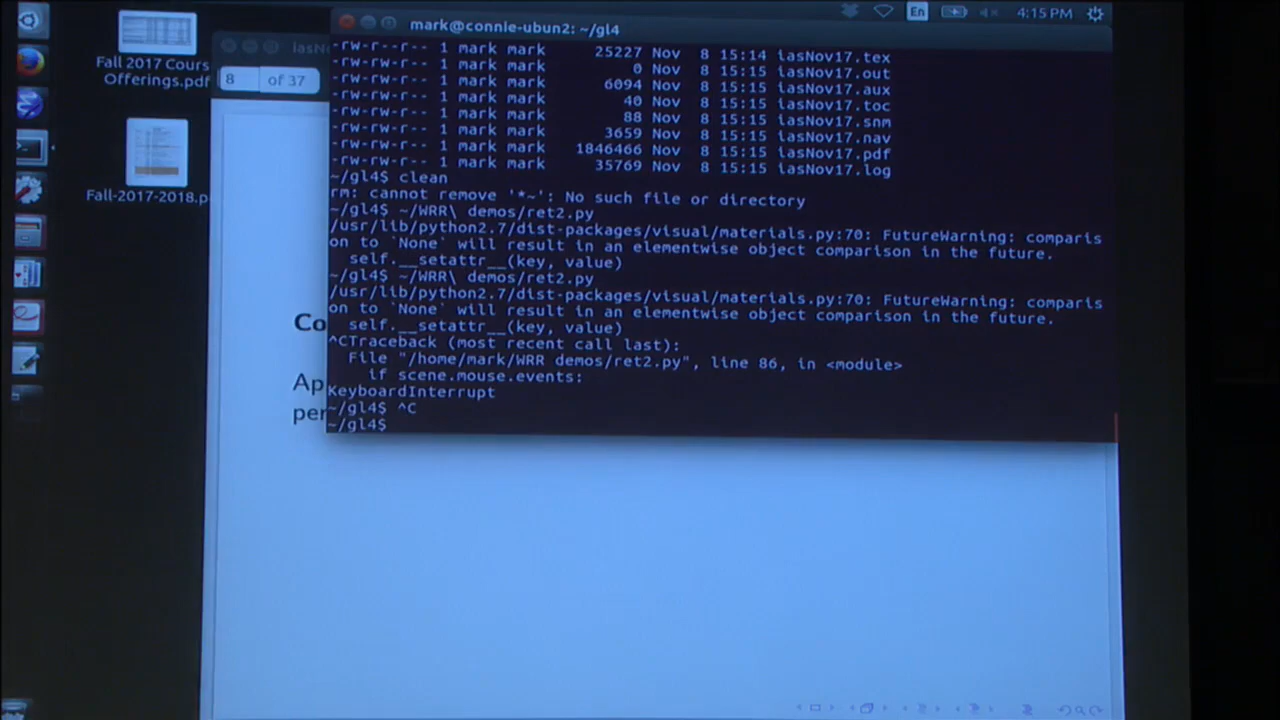 mark@connie-ubun2: ~/gl4
En
4:15 PM
Fall 2017 Cours
Offerings.pdf
Fall-2017-2018.p
iasNo
8 of 37
-rw-r--r-- 1 mark mark 25227 Nov 8 15:14 iasNov17.tex
-rw-rw-r-- 1 mark mark 0 Nov 8 15:15 iasNov17.out
-rw-rw-r-- 1 mark mark 6094 Nov 8 15:15 iasNov17.aux
-rw-rw-r-- 1 mark mark 40 Nov 8 15:15 iasNov17.toc
-rw-rw-r-- 1 mark mark 88 Nov 8 15:15 iasNov17.snm
-rw-rw-r-- 1 mark mark 3659 Nov 8 15:15 iasNov17.nav
-rw-rw-r-- 1 mark mark 1846466 Nov 8 15:15 iasNov17.pdf
-rw-rw-r-- 1 mark mark 35769 Nov 8 15:15 iasNov17.log
~/gl4$ clean
rm: cannot remove '*~': No such file or directory
~/gl4$ ~/WRR\ demos/ret2.py
/usr/lib/python2.7/dist-packages/visual/materials.py:70: FutureWarning: comparis
on to `None` will result in an elementwise object comparison in the future.
self.__setattr__(key, value)
~/gl4$ ~/WRR\ demos/ret2.py
/usr/lib/python2.7/dist-packages/visual/materials.py:70: FutureWarning: comparis
on to `None` will result in an elementwise object comparison in the future.
self.__setattr__(key, value)
^CTraceback (most recent call last):
File "/home/mark/WRR demos/ret2.py", line 86, in <module>
if scene.mouse.events:
KeyboardInterrupt
~/gl4$ ^C
~/gl4$
Co
Ap
per